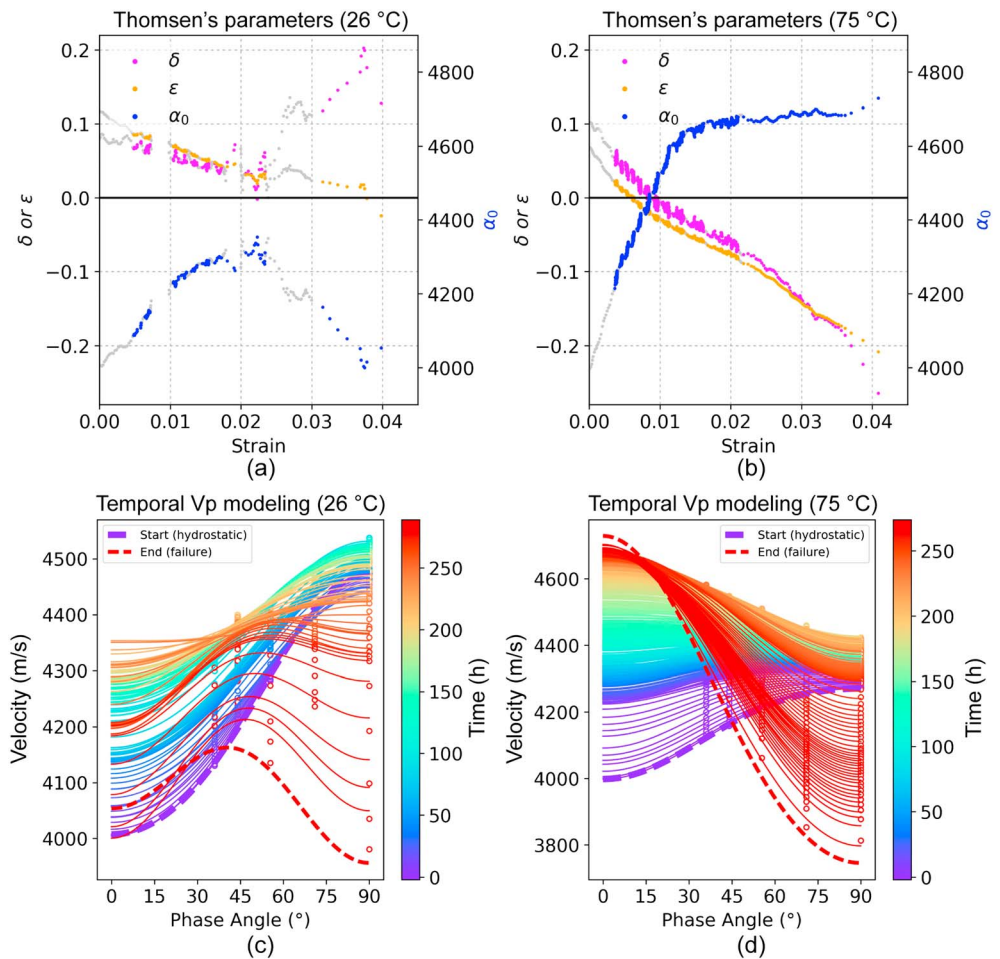 Thomsen's parameters (26 °C)
0.2
0.1
0.0
−0.1
−0.2
δ or ε
δ
ε
α₀
4800
4600
4400
4200
4000
α₀
0.00
0.01
0.02
0.03
0.04
Strain
(a)
Thomsen's parameters (75 °C)
0.2
0.1
0.0
−0.1
−0.2
δ or ε
δ
ε
α₀
4800
4600
4400
4200
4000
α₀
0.00
0.01
0.02
0.03
0.04
Strain
(b)
Temporal Vp modeling (26 °C)
Start (hydrostatic)
End (failure)
4500
4400
4300
4200
4100
4000
Velocity (m/s)
0
15
30
45
60
75
90
Phase Angle (°)
250
200
150
100
50
0
Time (h)
(c)
Temporal Vp modeling (75 °C)
Start (hydrostatic)
End (failure)
4600
4400
4200
4000
3800
Velocity (m/s)
0
15
30
45
60
75
90
Phase Angle (°)
250
200
150
100
50
0
Time (h)
(d)